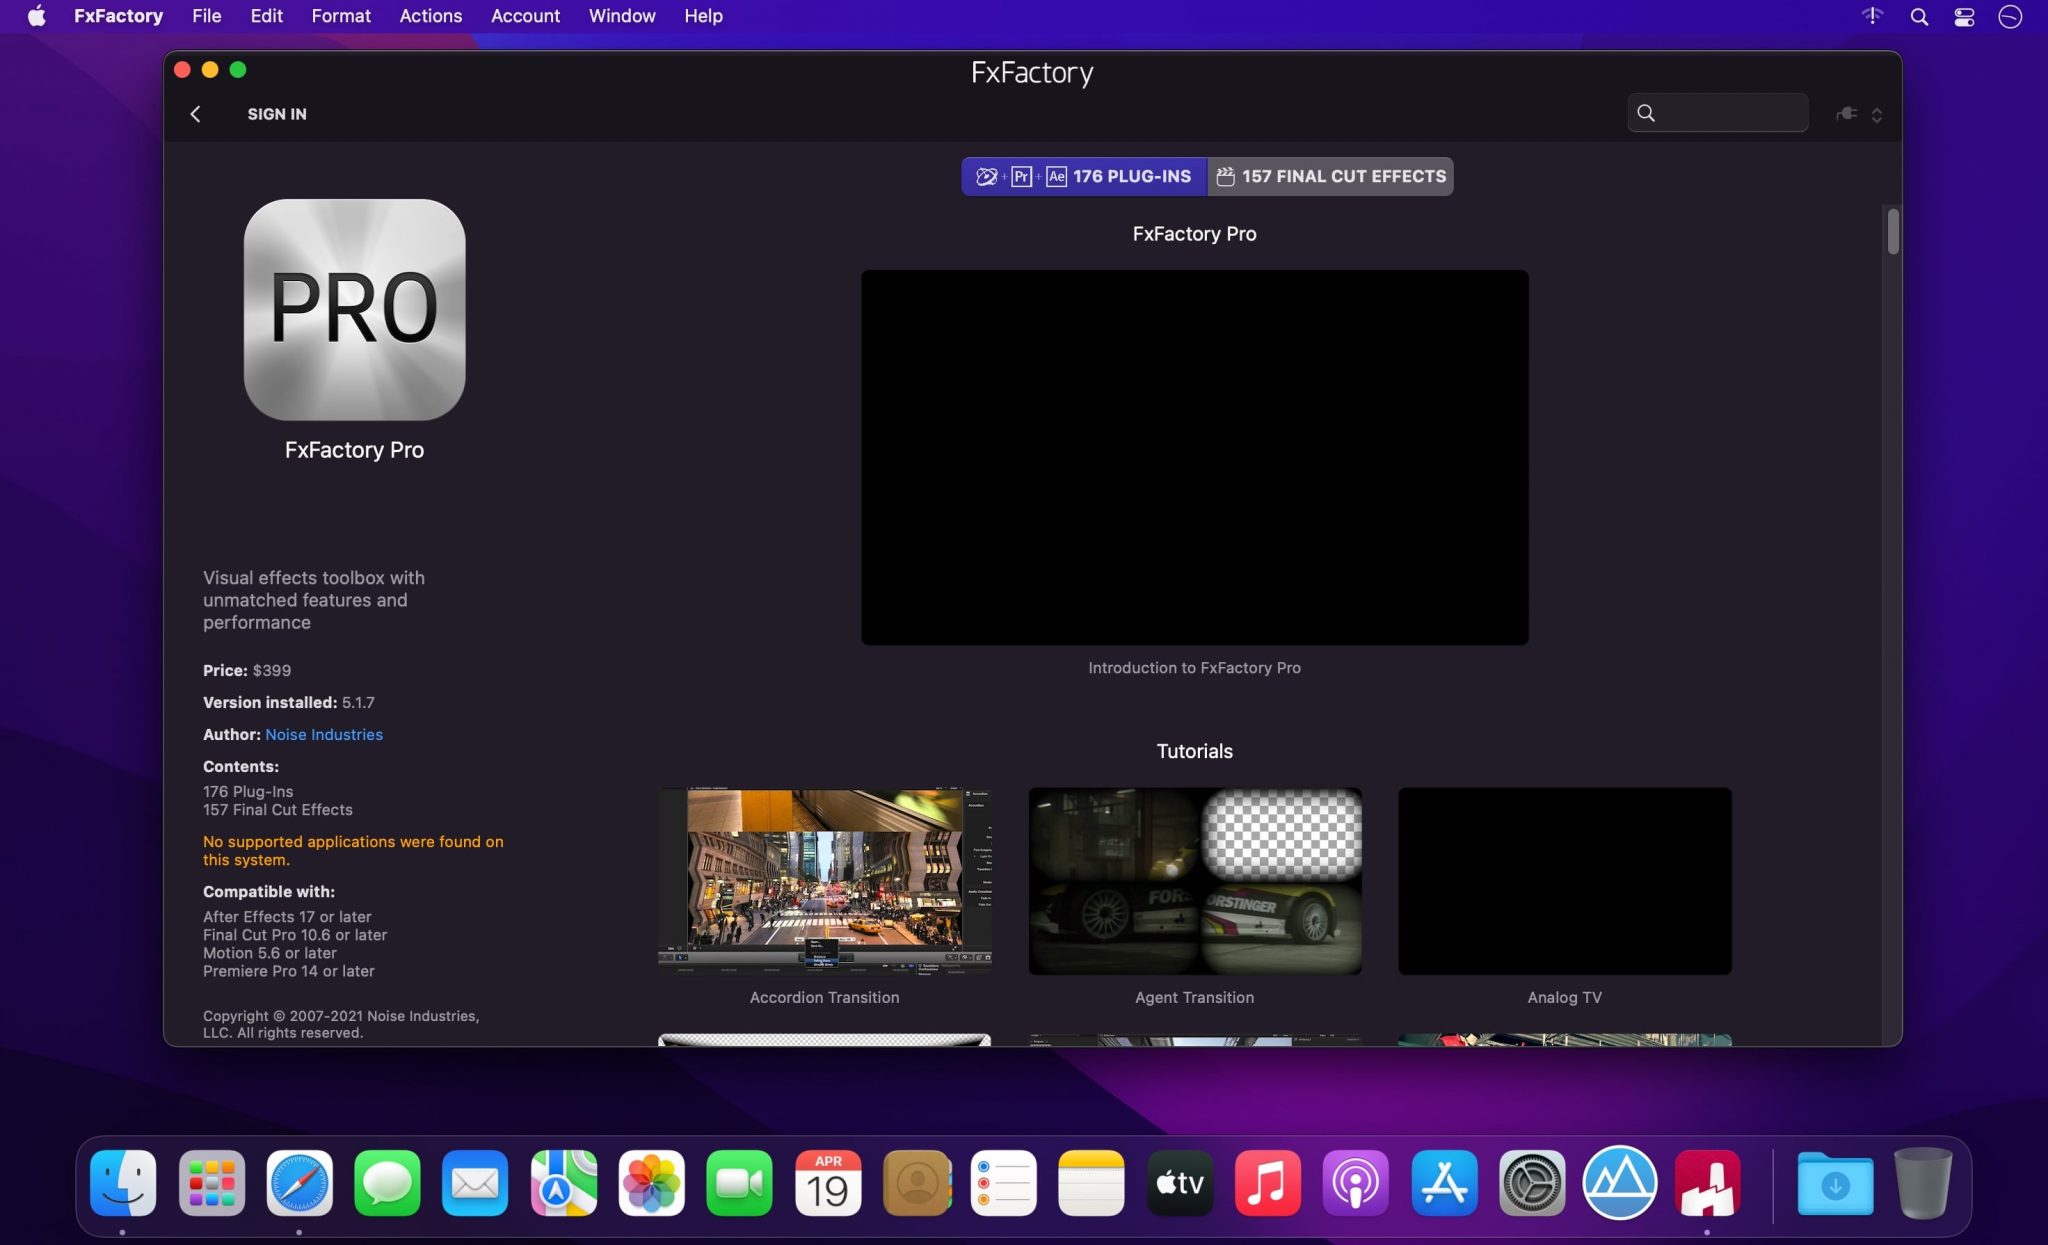 FxFactory File Edit Format Actions Account Window Help
FxFactory
SIGN IN
Pr Ae 176 PLUG-INS
157 FINAL CUT EFFECTS
PRO
FxFactory Pro
Visual effects toolbox with
unmatched features and
performance
Price: $399
Version installed: 5.1.7
Author: Noise Industries
Contents:
176 Plug-Ins
157 Final Cut Effects
No supported applications were found on
this system.
Compatible with:
After Effects 17 or later
Final Cut Pro 10.6 or later
Motion 5.6 or later
Premiere Pro 14 or later
Copyright © 2007-2021 Noise Industries,
LLC. All rights reserved.
FxFactory Pro
Introduction to FxFactory Pro
Tutorials
Accordion Transition
Agent Transition
Analog TV
APR
19
tv